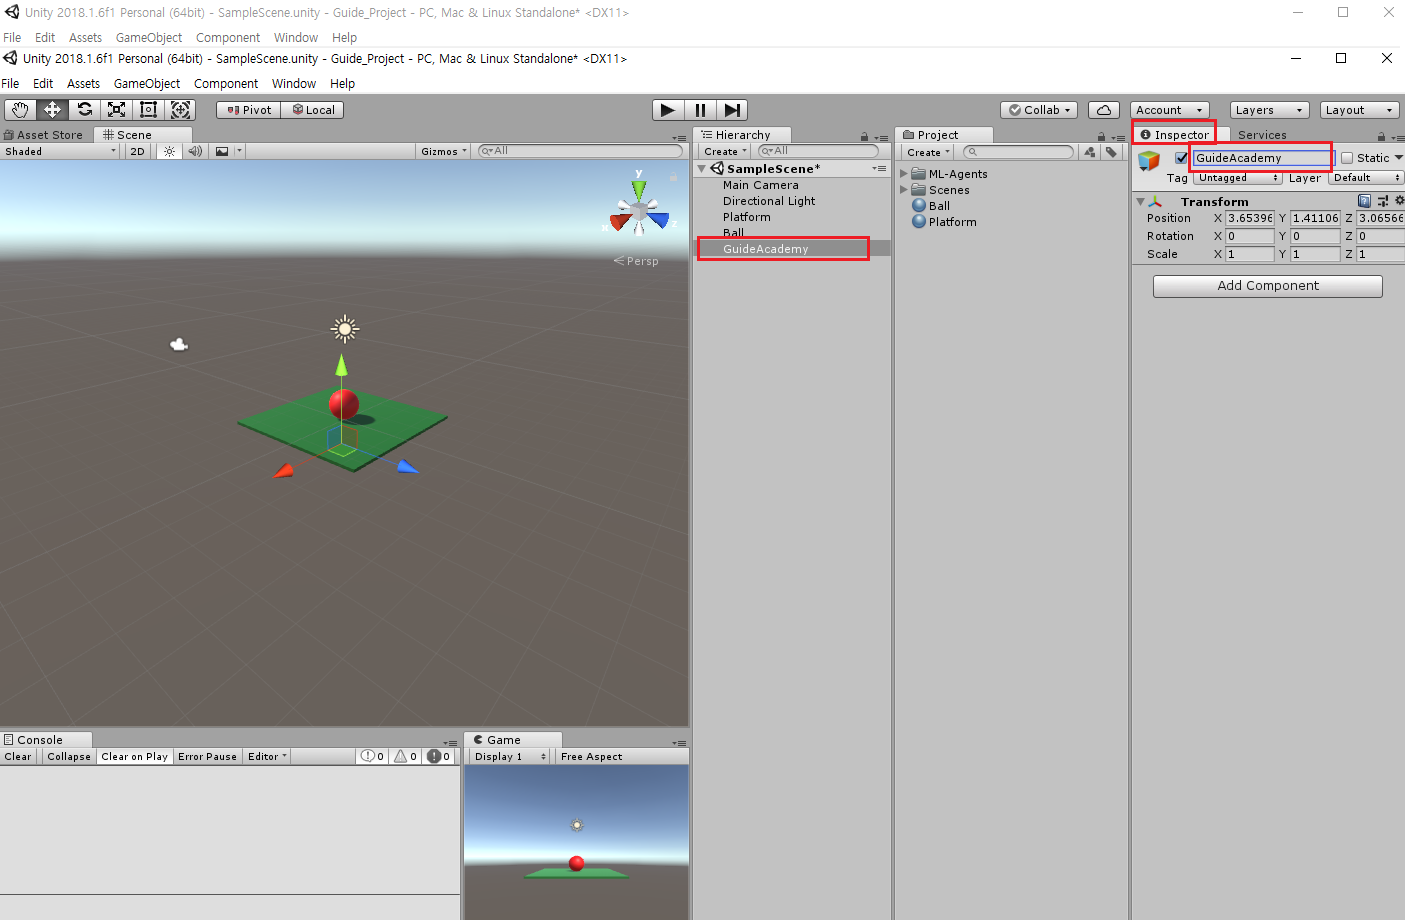 Unity 2018.1.6f1 Personal (64bit) - SampleScene.unity - Guide_Project - PC, Mac & Linux Standalone* <DX11>
File Edit Assets GameObject Component Window Help
Unity 2018.1.6f1 Personal (64bit) - SampleScene.unity - Guide_Project - PC, Mac & Linux Standalone* <DX11>
File Edit Assets GameObject Component Window Help
Pivot Local Collab Account Layers Layout
Asset Store Scene
Shaded 2D Gizmos All
y
x
z
Persp
Hierarchy
Create All
SampleScene*
Main Camera
Directional Light
Platform
Ball
GuideAcademy
Project
Create
ML-Agents
Scenes
Ball
Platform
Inspector Services
GuideAcademy Static
Tag Untagged Layer Default
Transform
Position X 3.65396 Y 1.41106 Z 3.06566
Rotation X 0 Y 0 Z 0
Scale X 1 Y 1 Z 1
Add Component
Console
Clear Collapse Clear on Play Error Pause Editor 0 0 0
Game
Display 1 Free Aspect